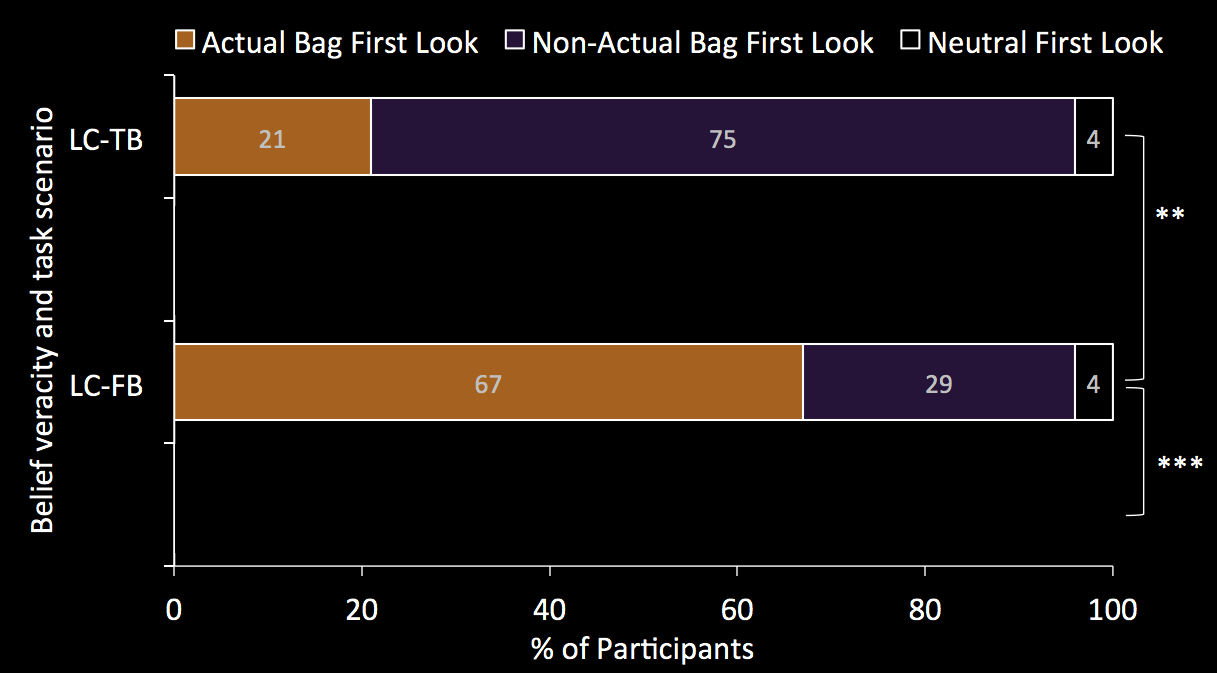 Actual Bag First Look Non-Actual Bag First Look Neutral First Look
Belief veracity and task scenario
LC-TB 21 75 4
**
LC-FB 67 29 4
***
0 20 40 60 80 100
% of Participants